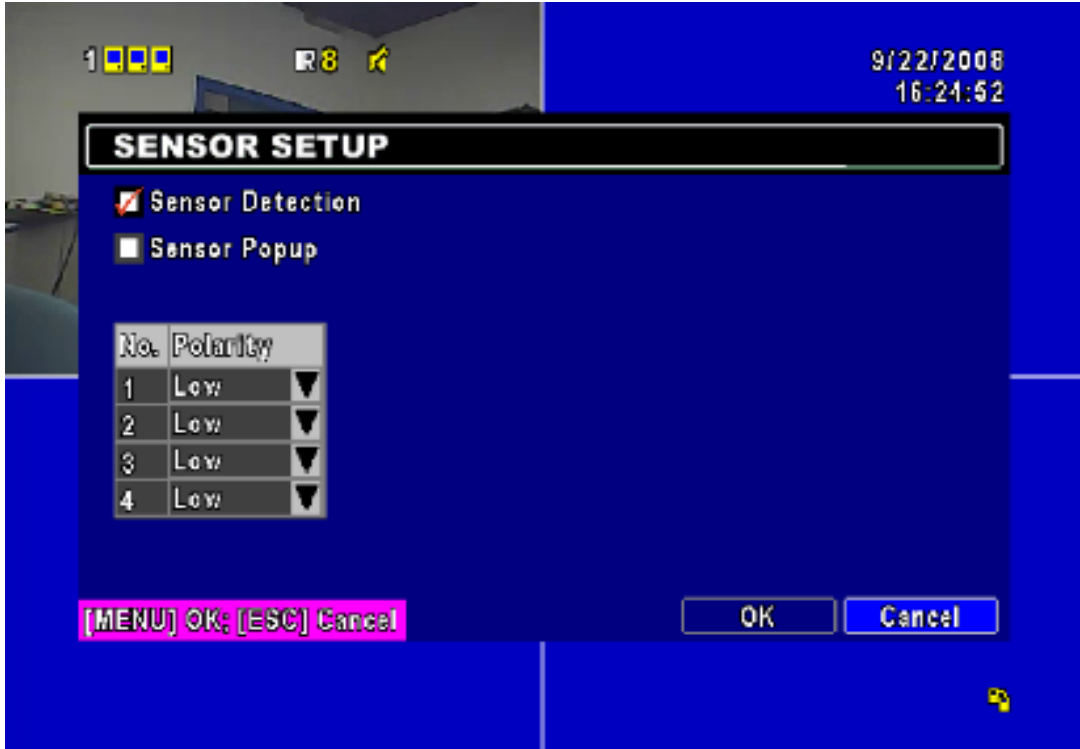 1 R8
9/22/2008
16:24:52
SENSOR SETUP
Sensor Detection
Sensor Popup
No. Polarity
1 Low
2 Low
3 Low
4 Low
[MENU] OK; [ESC] Cancel
OK Cancel